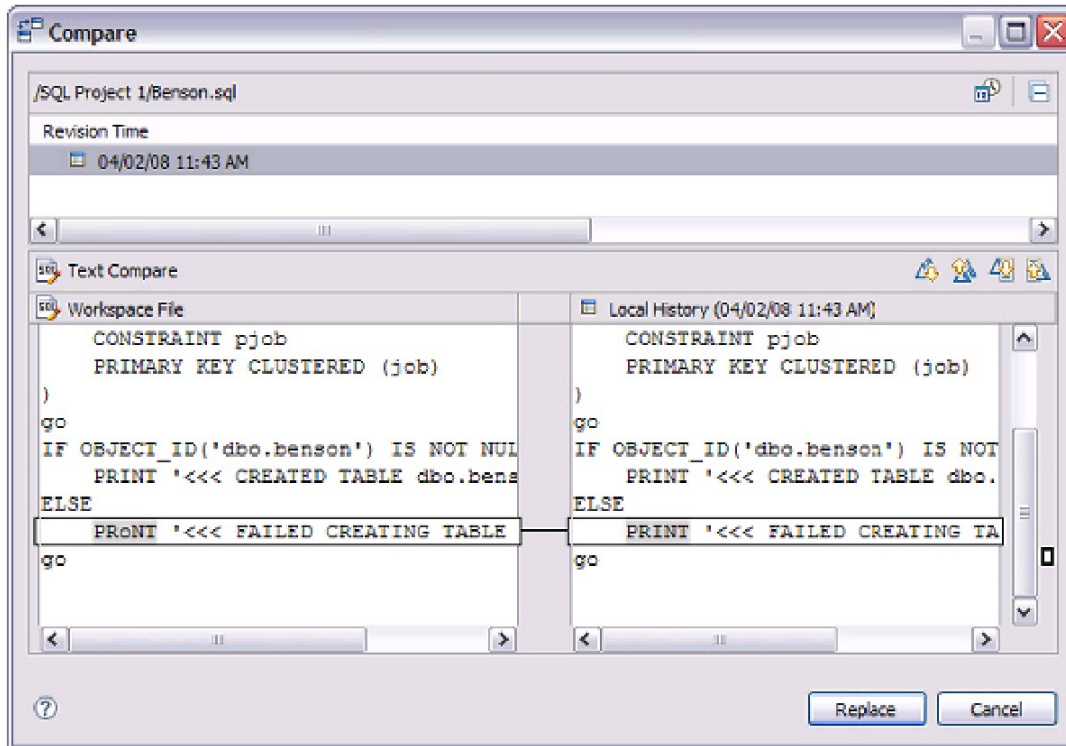 Compare
/SQL Project 1/Benson.sql
Revision Time
04/02/08 11:43 AM
Text Compare
Workspace File
CONSTRAINT pjob
PRIMARY KEY CLUSTERED (job)
)
go
IF OBJECT_ID('dbo.benson') IS NOT NUL
PRINT '<<< CREATED TABLE dbo.bens
ELSE
PRoNT '<<< FAILED CREATING TABLE
go
Local History (04/02/08 11:43 AM)
CONSTRAINT pjob
PRIMARY KEY CLUSTERED (job)
)
go
IF OBJECT_ID('dbo.benson') IS NOT
PRINT '<<< CREATED TABLE dbo.
ELSE
PRINT '<<< FAILED CREATING TA
go
Replace
Cancel